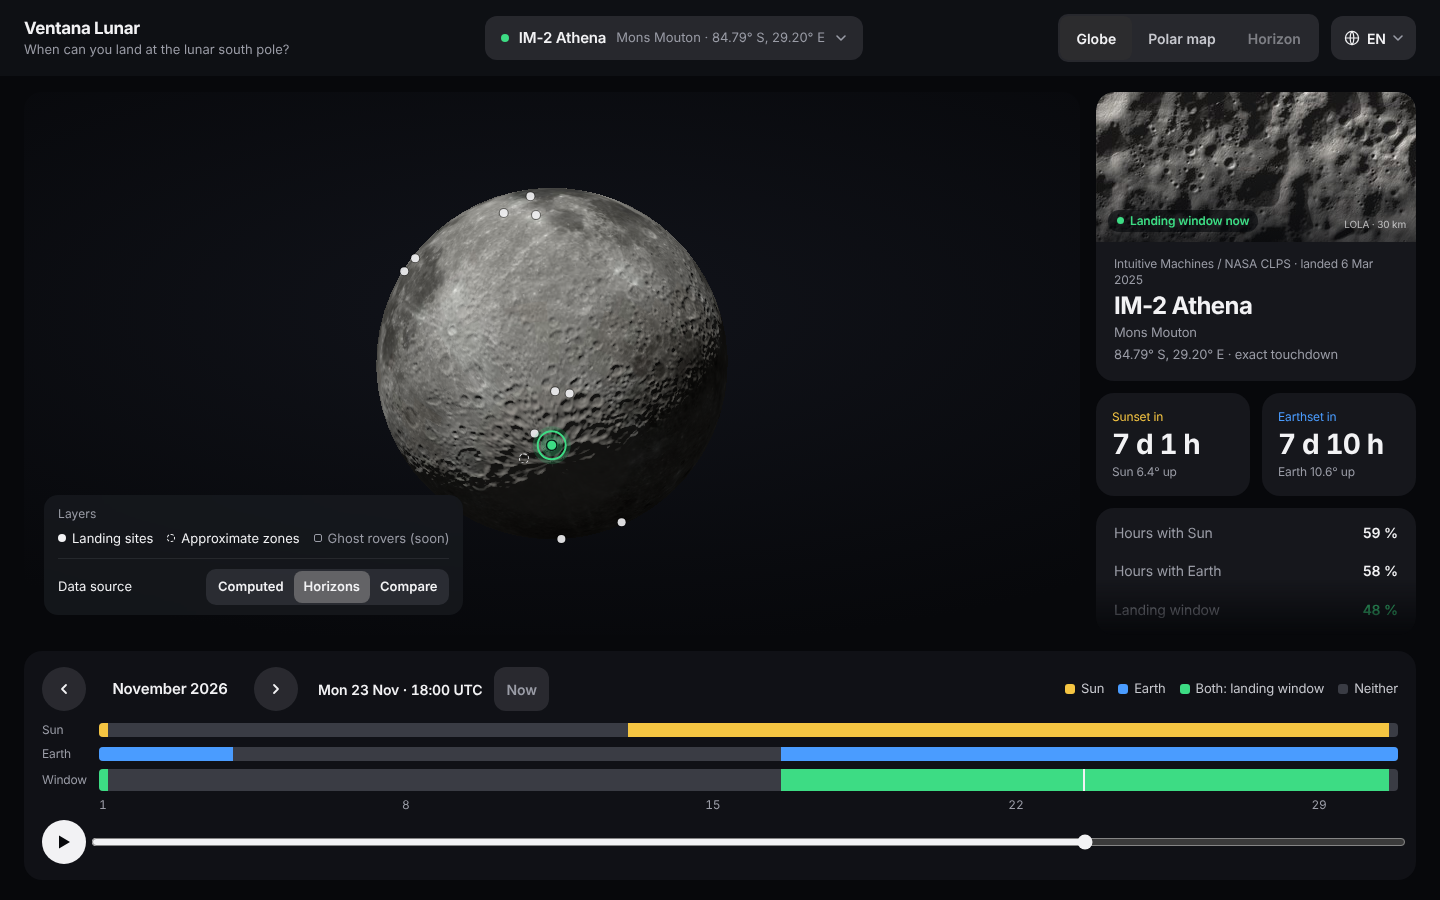 Ventana Lunar
When can you land at the lunar south pole?
IM-2 Athena Mons Mouton · 84.79° S, 29.20° E
Globe Polar map Horizon
EN
Landing window now
LOLA · 30 km
Intuitive Machines / NASA CLPS · landed 6 Mar
2025
IM-2 Athena
Mons Mouton
84.79° S, 29.20° E · exact touchdown
Sunset in
7 d 1 h
Sun 6.4° up
Earthset in
7 d 10 h
Earth 10.6° up
Hours with Sun 59 %
Hours with Earth 58 %
Landing window 48 %
Layers
Landing sites Approximate zones Ghost rovers (soon)
Data source Computed Horizons Compare
November 2026 Mon 23 Nov · 18:00 UTC Now
Sun Earth Both: landing window Neither
Sun
Earth
Window
1 8 15 22 29